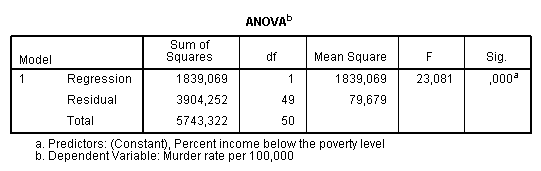 ANOVAb
Model Sum of Squares df Mean Square F Sig.
1 Regression 1839,069 1 1839,069 23,081 ,000a
Residual 3904,252 49 79,679
Total 5743,322 50
a. Predictors: (Constant), Percent income below the poverty level
b. Dependent Variable: Murder rate per 100,000